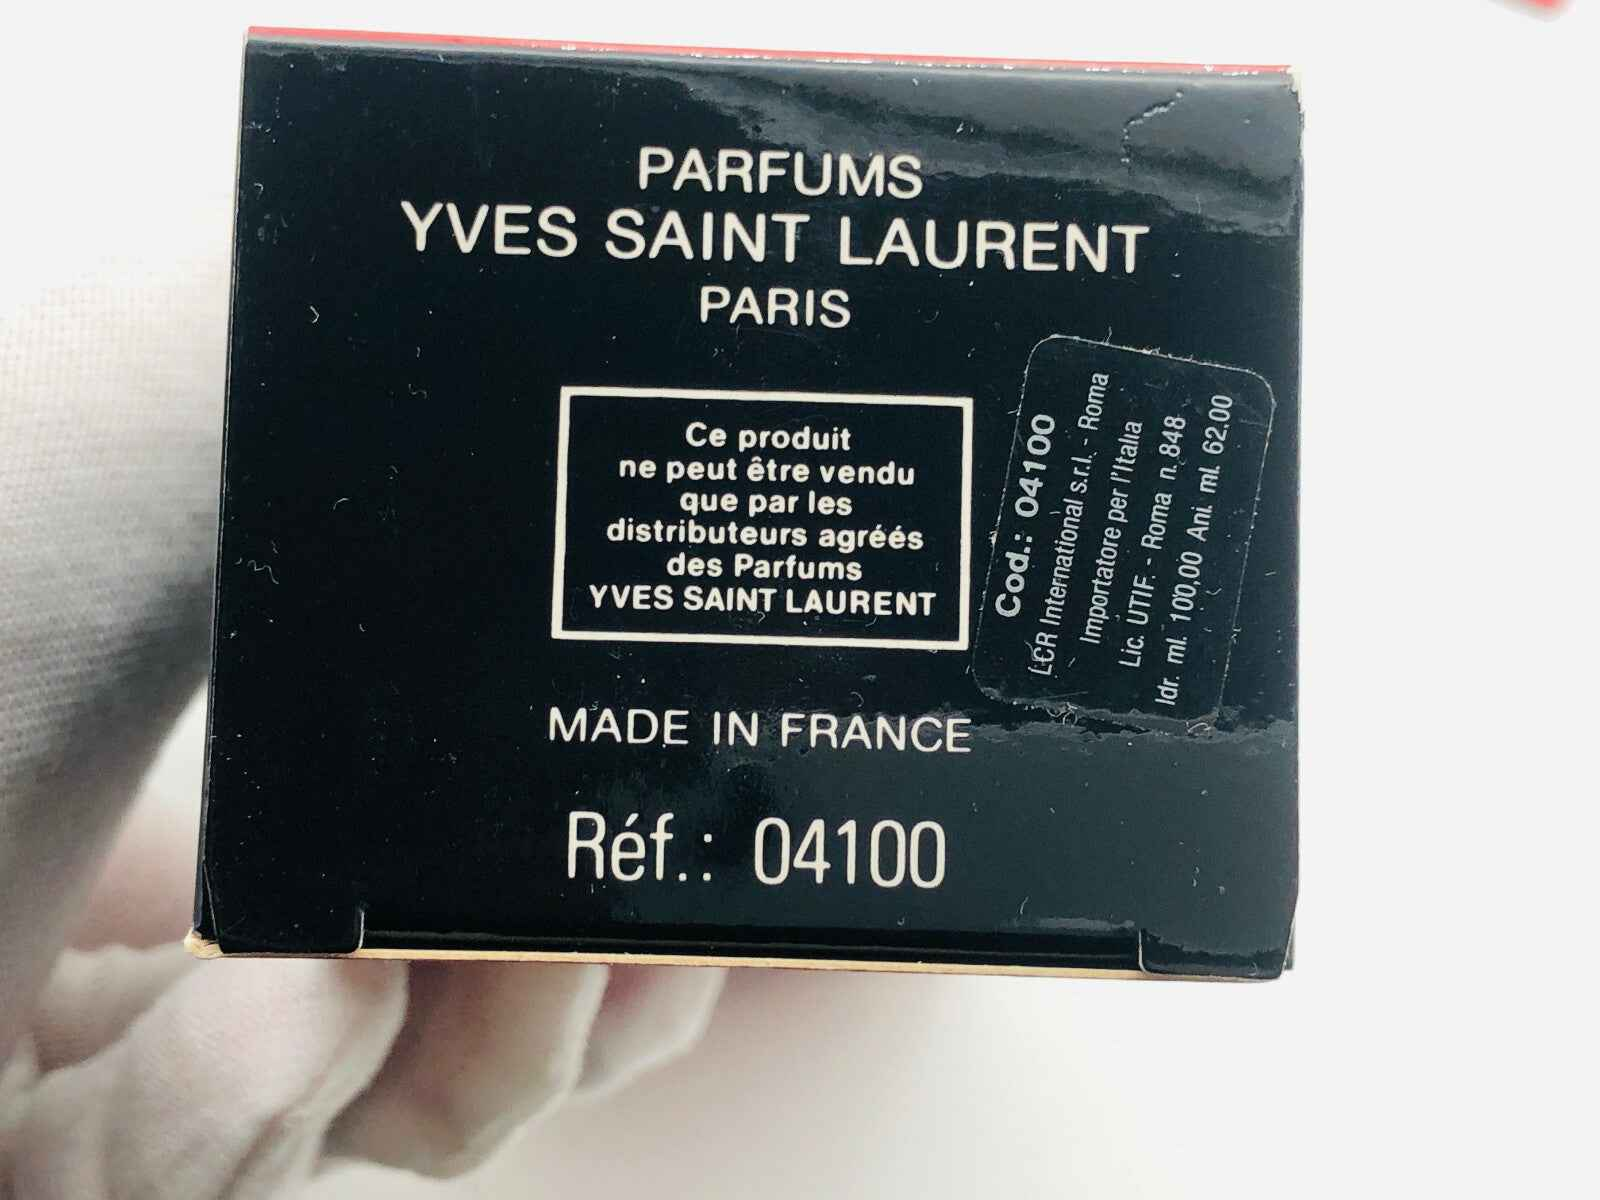 PARFUMS
YVES SAINT LAURENT
PARIS
Ce produit
ne peut être vendu
que par les
distributeurs agréés
des Parfums
YVES SAINT LAURENT
MADE IN FRANCE
Réf.: 04100
Cod.: 04100
LCR International s.r.l. - Roma
Importatore per l'Italia
Lic. UTIF. - Roma n. 848
Idr. ml. 100,00 Ani. ml. 62.00